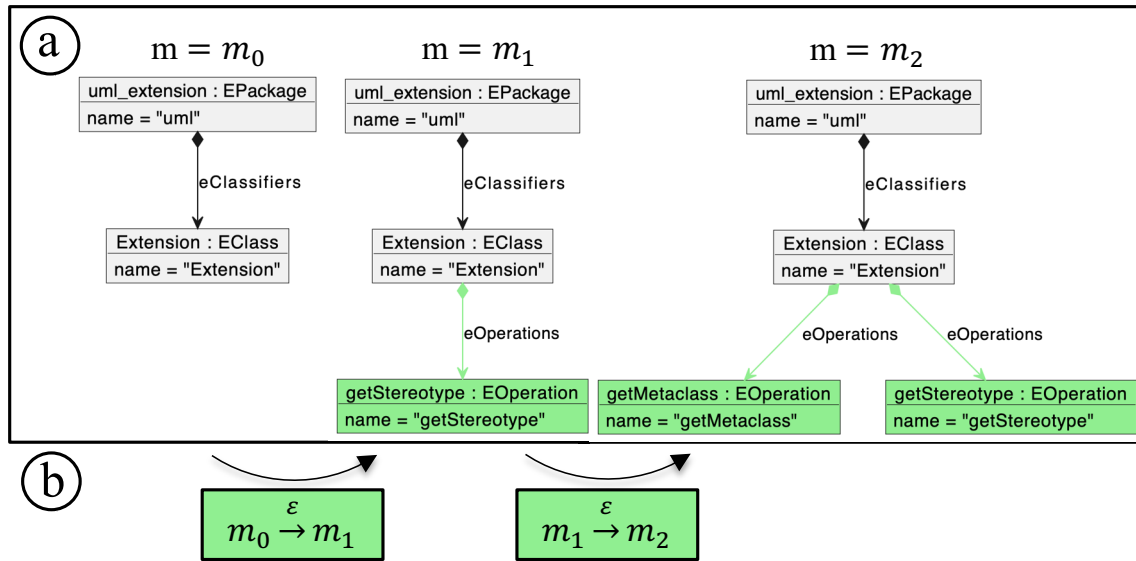 a
m = m₀
m = m₁
m = m₂
uml_extension : EPackage
name = "uml"
uml_extension : EPackage
name = "uml"
uml_extension : EPackage
name = "uml"
eClassifiers
eClassifiers
eClassifiers
Extension : EClass
name = "Extension"
Extension : EClass
name = "Extension"
Extension : EClass
name = "Extension"
eOperations
eOperations
eOperations
getStereotype : EOperation
name = "getStereotype"
getMetaclass : EOperation
name = "getMetaclass"
getStereotype : EOperation
name = "getStereotype"
b
ε
m₀ → m₁
ε
m₁ → m₂